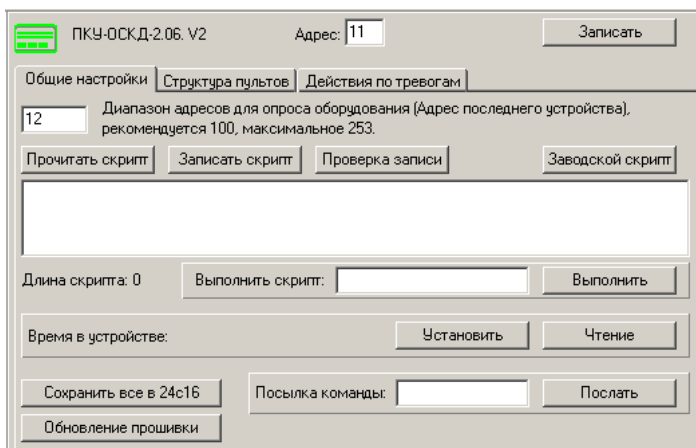 ПКУ-ОСКД-2.06. V2 Адрес: 11 Записать
Общие настройки Структура пультов Действия по тревогам
12 Диапазон адресов для опроса оборудования (Адрес последнего устройства),
рекомендуется 100, максимальное 253.
Прочитать скрипт Записать скрипт Проверка записи Заводской скрипт
Длина скрипта: 0 Выполнить скрипт: Выполнить
Время в устройстве: Установить Чтение
Сохранить все в 24c16 Посылка команды: Послать
Обновление прошивки